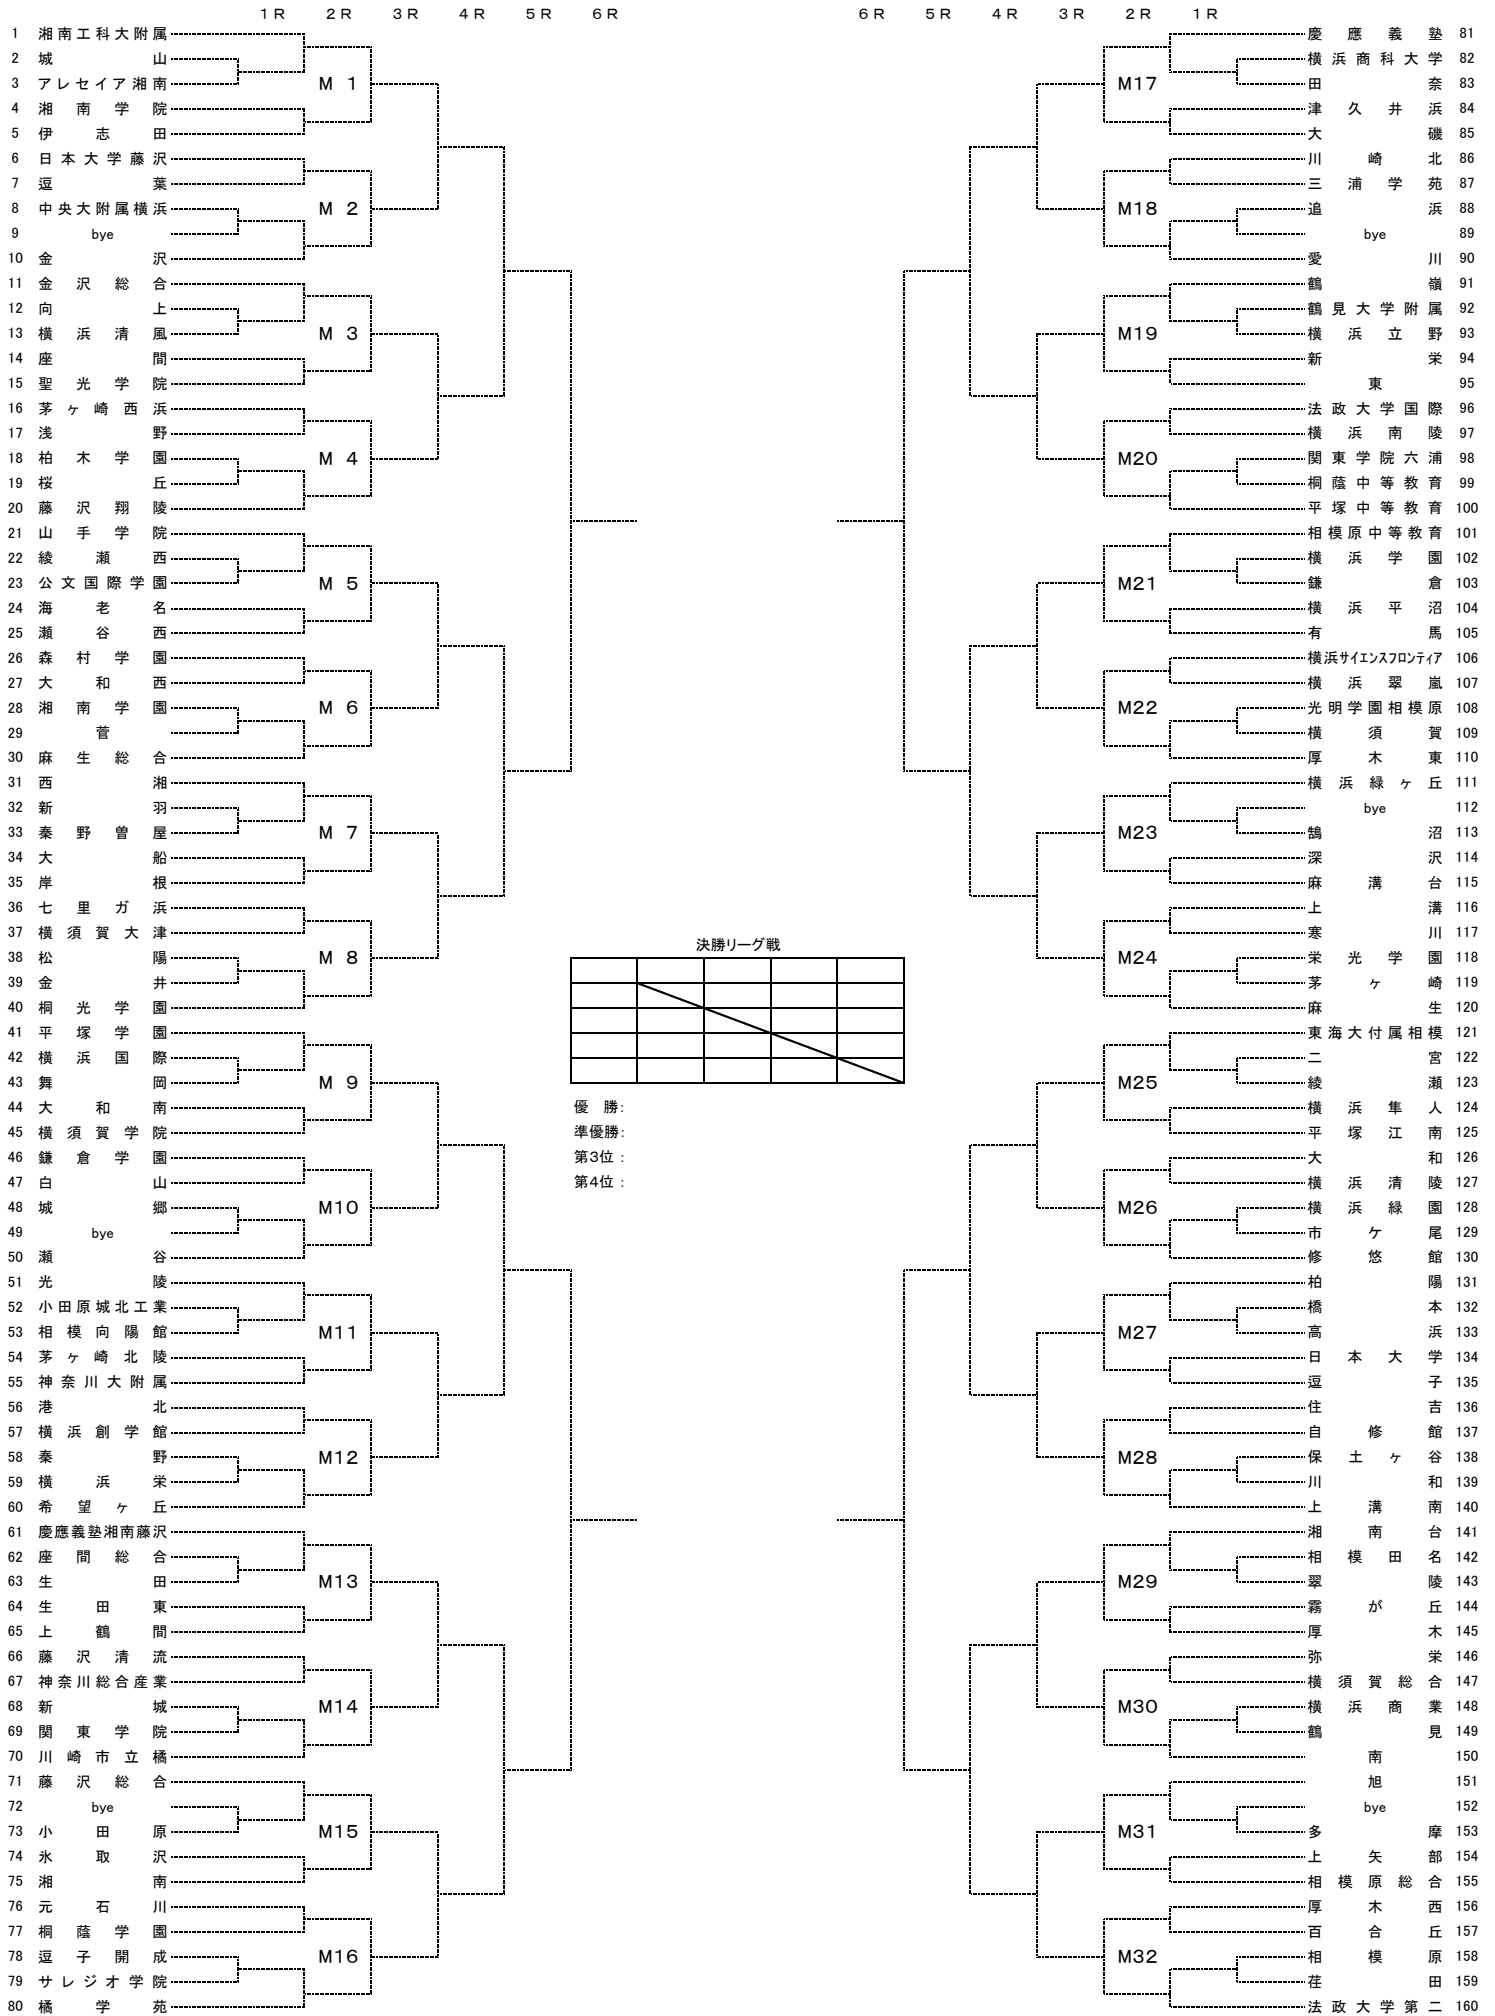 1R 2R 3R 4R 5R 6R 6R 5R 4R 3R 2R 1R
1 湘南工科大附属 慶應義塾 81
2 城山 横浜商科大学 82
3 アレセイア湘南 M 1 M17 田奈 83
4 湘南学院 津久井浜 84
5 伊志田 大磯 85
6 日本大学藤沢 川崎北 86
7 逗葉 三浦学苑 87
8 中央大附属横浜 M 2 M18 追浜 88
9 bye bye 89
10 金沢 愛川 90
11 金沢総合 鶴嶺 91
12 向上 鶴見大学附属 92
13 横浜清風 M 3 M19 横浜立野 93
14 座間 新栄 94
15 聖光学院 東 95
16 茅ヶ崎西浜 法政大学国際 96
17 浅野 横浜南陵 97
18 柏木学園 M 4 M20 関東学院六浦 98
19 桜丘 桐蔭中等教育 99
20 藤沢翔陵 平塚中等教育 100
21 山手学院 相模原中等教育 101
22 綾瀬西 横浜学園 102
23 公文国際学園 M 5 M21 鎌倉 103
24 海老名 横浜平沼 104
25 瀬谷西 有馬 105
26 森村学園 横浜サイエンスフロンティア 106
27 大和西 横浜翠嵐 107
28 湘南学園 M 6 M22 光明学園相模原 108
29 菅 横須賀 109
30 麻生総合 厚木東 110
31 西湘 横浜緑ヶ丘 111
32 新羽 bye 112
33 秦野曽屋 M 7 M23 鵠沼 113
34 大船 深沢 114
35 岸根 麻溝台 115
36 七里ガ浜 上溝 116
37 横須賀大津 寒川 117
決勝リーグ戦
38 松陽 M 8 M24 栄光学園 118
39 金井 茅ヶ崎 119
40 桐光学園 麻生 120
41 平塚学園 東海大付属相模 121
42 横浜国際 二宮 122
43 舞岡 M 9 M25 綾瀬 123
44 大和南 優 勝： 横浜隼人 124
45 横須賀学院 準優勝： 平塚江南 125
46 鎌倉学園 第3位： 大和 126
47 白山 第4位： 横浜清陵 127
48 城郷 M10 M26 横浜緑園 128
49 bye 市ケ尾 129
50 瀬谷 修悠館 130
51 光陵 柏陽 131
52 小田原城北工業 橋本 132
53 相模向陽館 M11 M27 高浜 133
54 茅ヶ崎北陵 日本大学 134
55 神奈川大附属 逗子 135
56 港北 住吉 136
57 横浜創学館 自修館 137
58 秦野 M12 M28 保土ヶ谷 138
59 横浜栄 川和 139
60 希望ヶ丘 上溝南 140
61 慶應義塾湘南藤沢 湘南台 141
62 座間総合 相模田名 142
63 生田 M13 M29 翠陵 143
64 生田東 霧が丘 144
65 上鶴間 厚木 145
66 藤沢清流 弥栄 146
67 神奈川総合産業 横須賀総合 147
68 新城 M14 M30 横浜商業 148
69 関東学院 鶴見 149
70 川崎市立橘 南 150
71 藤沢総合 旭 151
72 bye bye 152
73 小田原 M15 M31 多摩 153
74 氷取沢 上矢部 154
75 湘南 相模原総合 155
76 元石川 厚木西 156
77 桐蔭学園 百合丘 157
78 逗子開成 M16 M32 相模原 158
79 サレジオ学院 荏田 159
80 橘学苑 法政大学第二 160